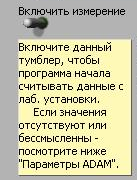 Включить измерение
Включите данный
тумблер, чтобы
программа начала
считывать данные с
лаб. установки.
Если значения
отсутствуют или
бессмысленны -
посмотрите ниже
"Параметры ADAM".